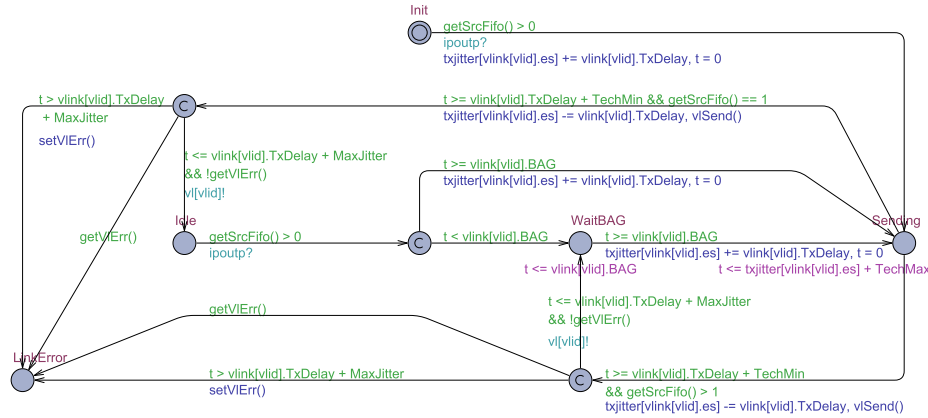 Init
getSrcFifo() > 0
ipoutp?
txjitter[vlink[vlid].es] += vlink[vlid].TxDelay, t = 0
t > vlink[vlid].TxDelay
+ MaxJitter
setVlErr()
C
t >= vlink[vlid].TxDelay + TechMin && getSrcFifo() == 1
txjitter[vlink[vlid].es] -= vlink[vlid].TxDelay, vlSend()
t <= vlink[vlid].TxDelay + MaxJitter
&& !getVlErr()
vl[vlid]!
t >= vlink[vlid].BAG
txjitter[vlink[vlid].es] += vlink[vlid].TxDelay, t = 0
getVlErr()
Idle
getSrcFifo() > 0
ipoutp?
C
t < vlink[vlid].BAG
WaitBAG
t <= vlink[vlid].BAG
t >= vlink[vlid].BAG
txjitter[vlink[vlid].es] += vlink[vlid].TxDelay, t = 0
Sending
t <= txjitter[vlink[vlid].es] + TechMax
getVlErr()
t <= vlink[vlid].TxDelay + MaxJitter
&& !getVlErr()
vl[vlid]!
LinkError
t > vlink[vlid].TxDelay + MaxJitter
setVlErr()
C
t >= vlink[vlid].TxDelay + TechMin
&& getSrcFifo() > 1
txjitter[vlink[vlid].es] -= vlink[vlid].TxDelay, vlSend()